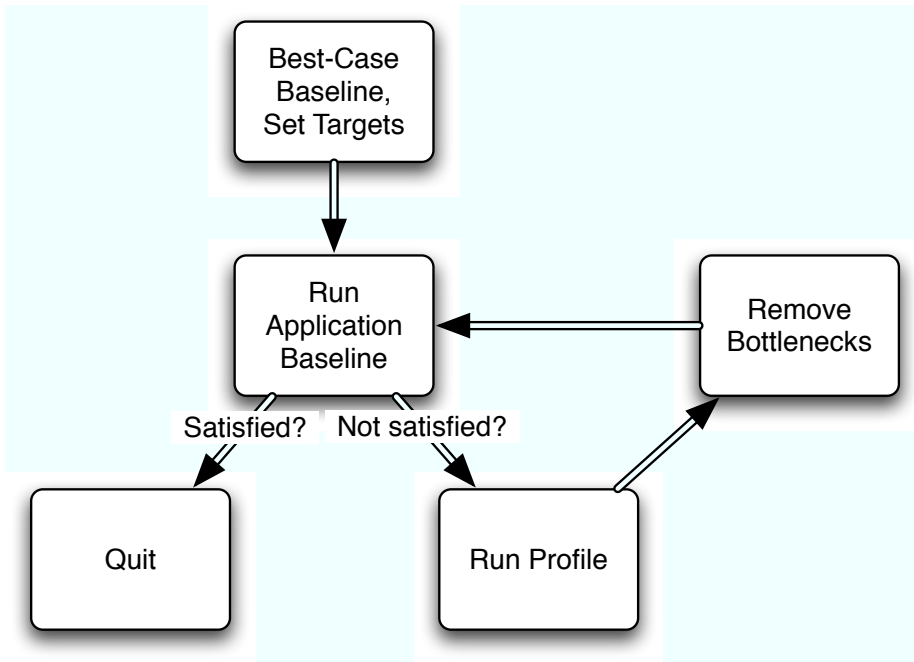 Best-Case
Baseline,
Set Targets
Run
Application
Baseline
Remove
Bottlenecks
Satisfied?
Not satisfied?
Quit
Run Profile